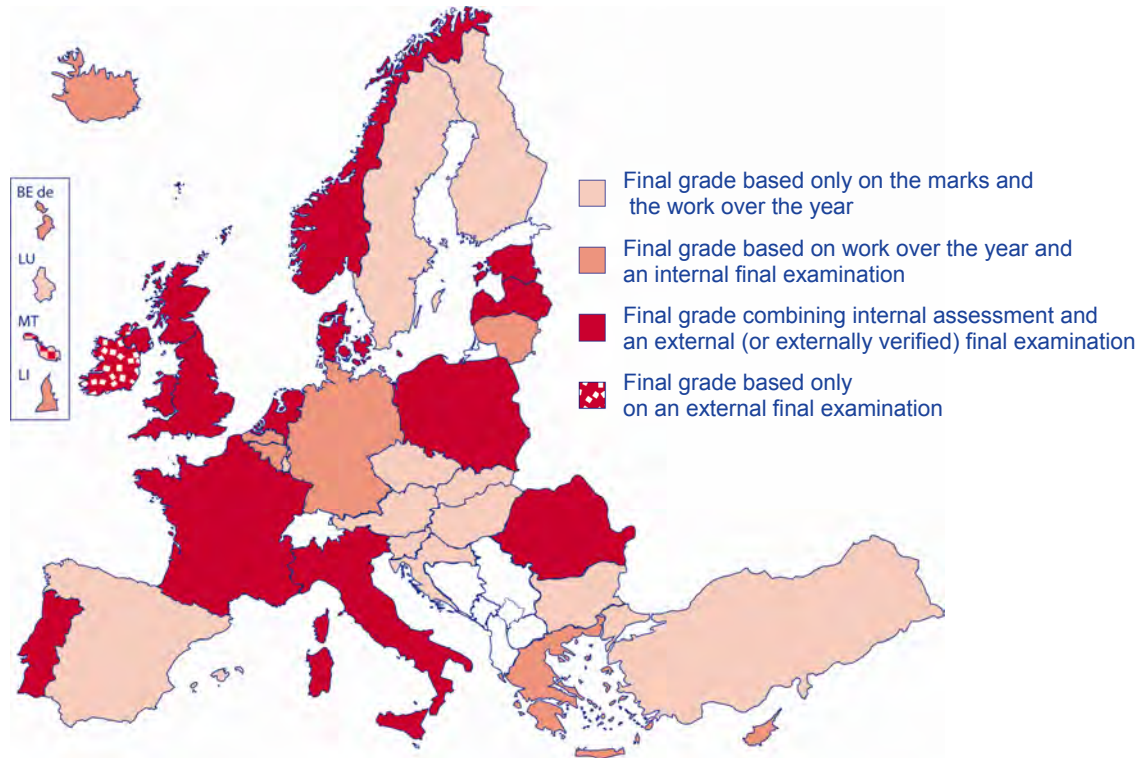 BE de
LU
MT
LI
Final grade based only on the marks and
the work over the year
Final grade based on work over the year and
an internal final examination
Final grade combining internal assessment and
an external (or externally verified) final examination
Final grade based only
on an external final examination